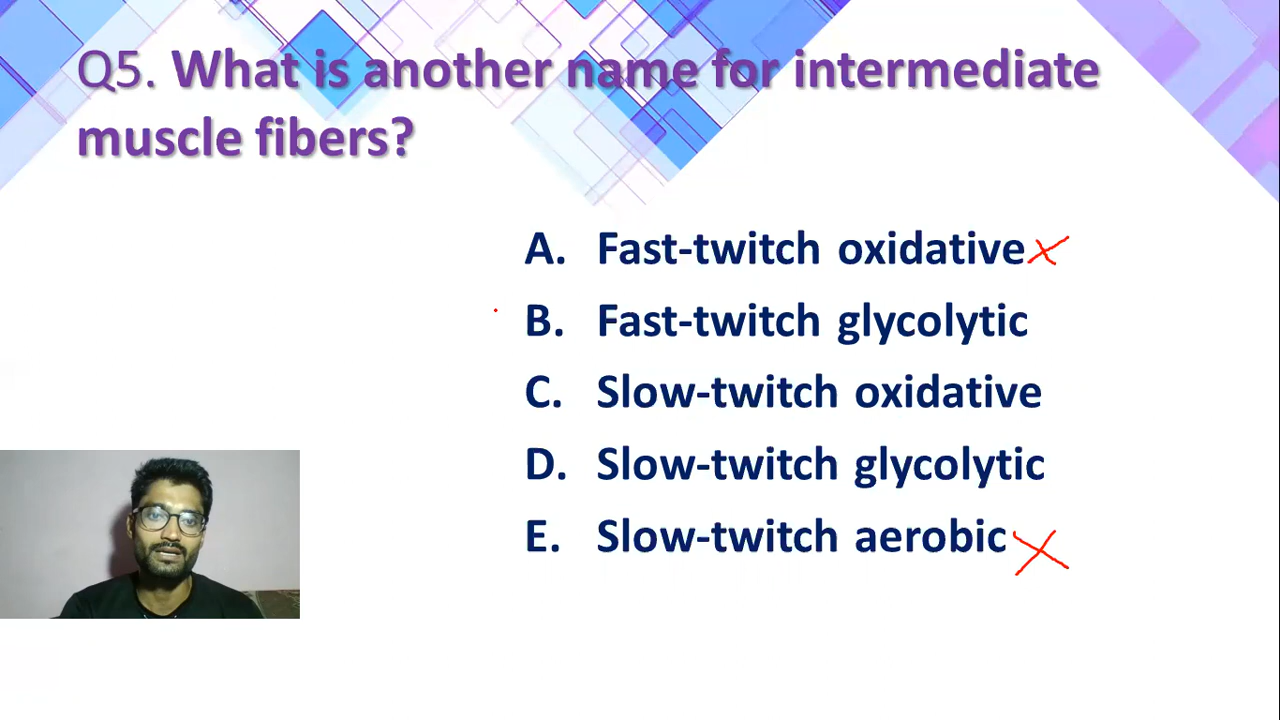 Q5. What is another name for intermediate
muscle fibers?
A. Fast-twitch oxidative
B. Fast-twitch glycolytic
C. Slow-twitch oxidative
D. Slow-twitch glycolytic
E. Slow-twitch aerobic